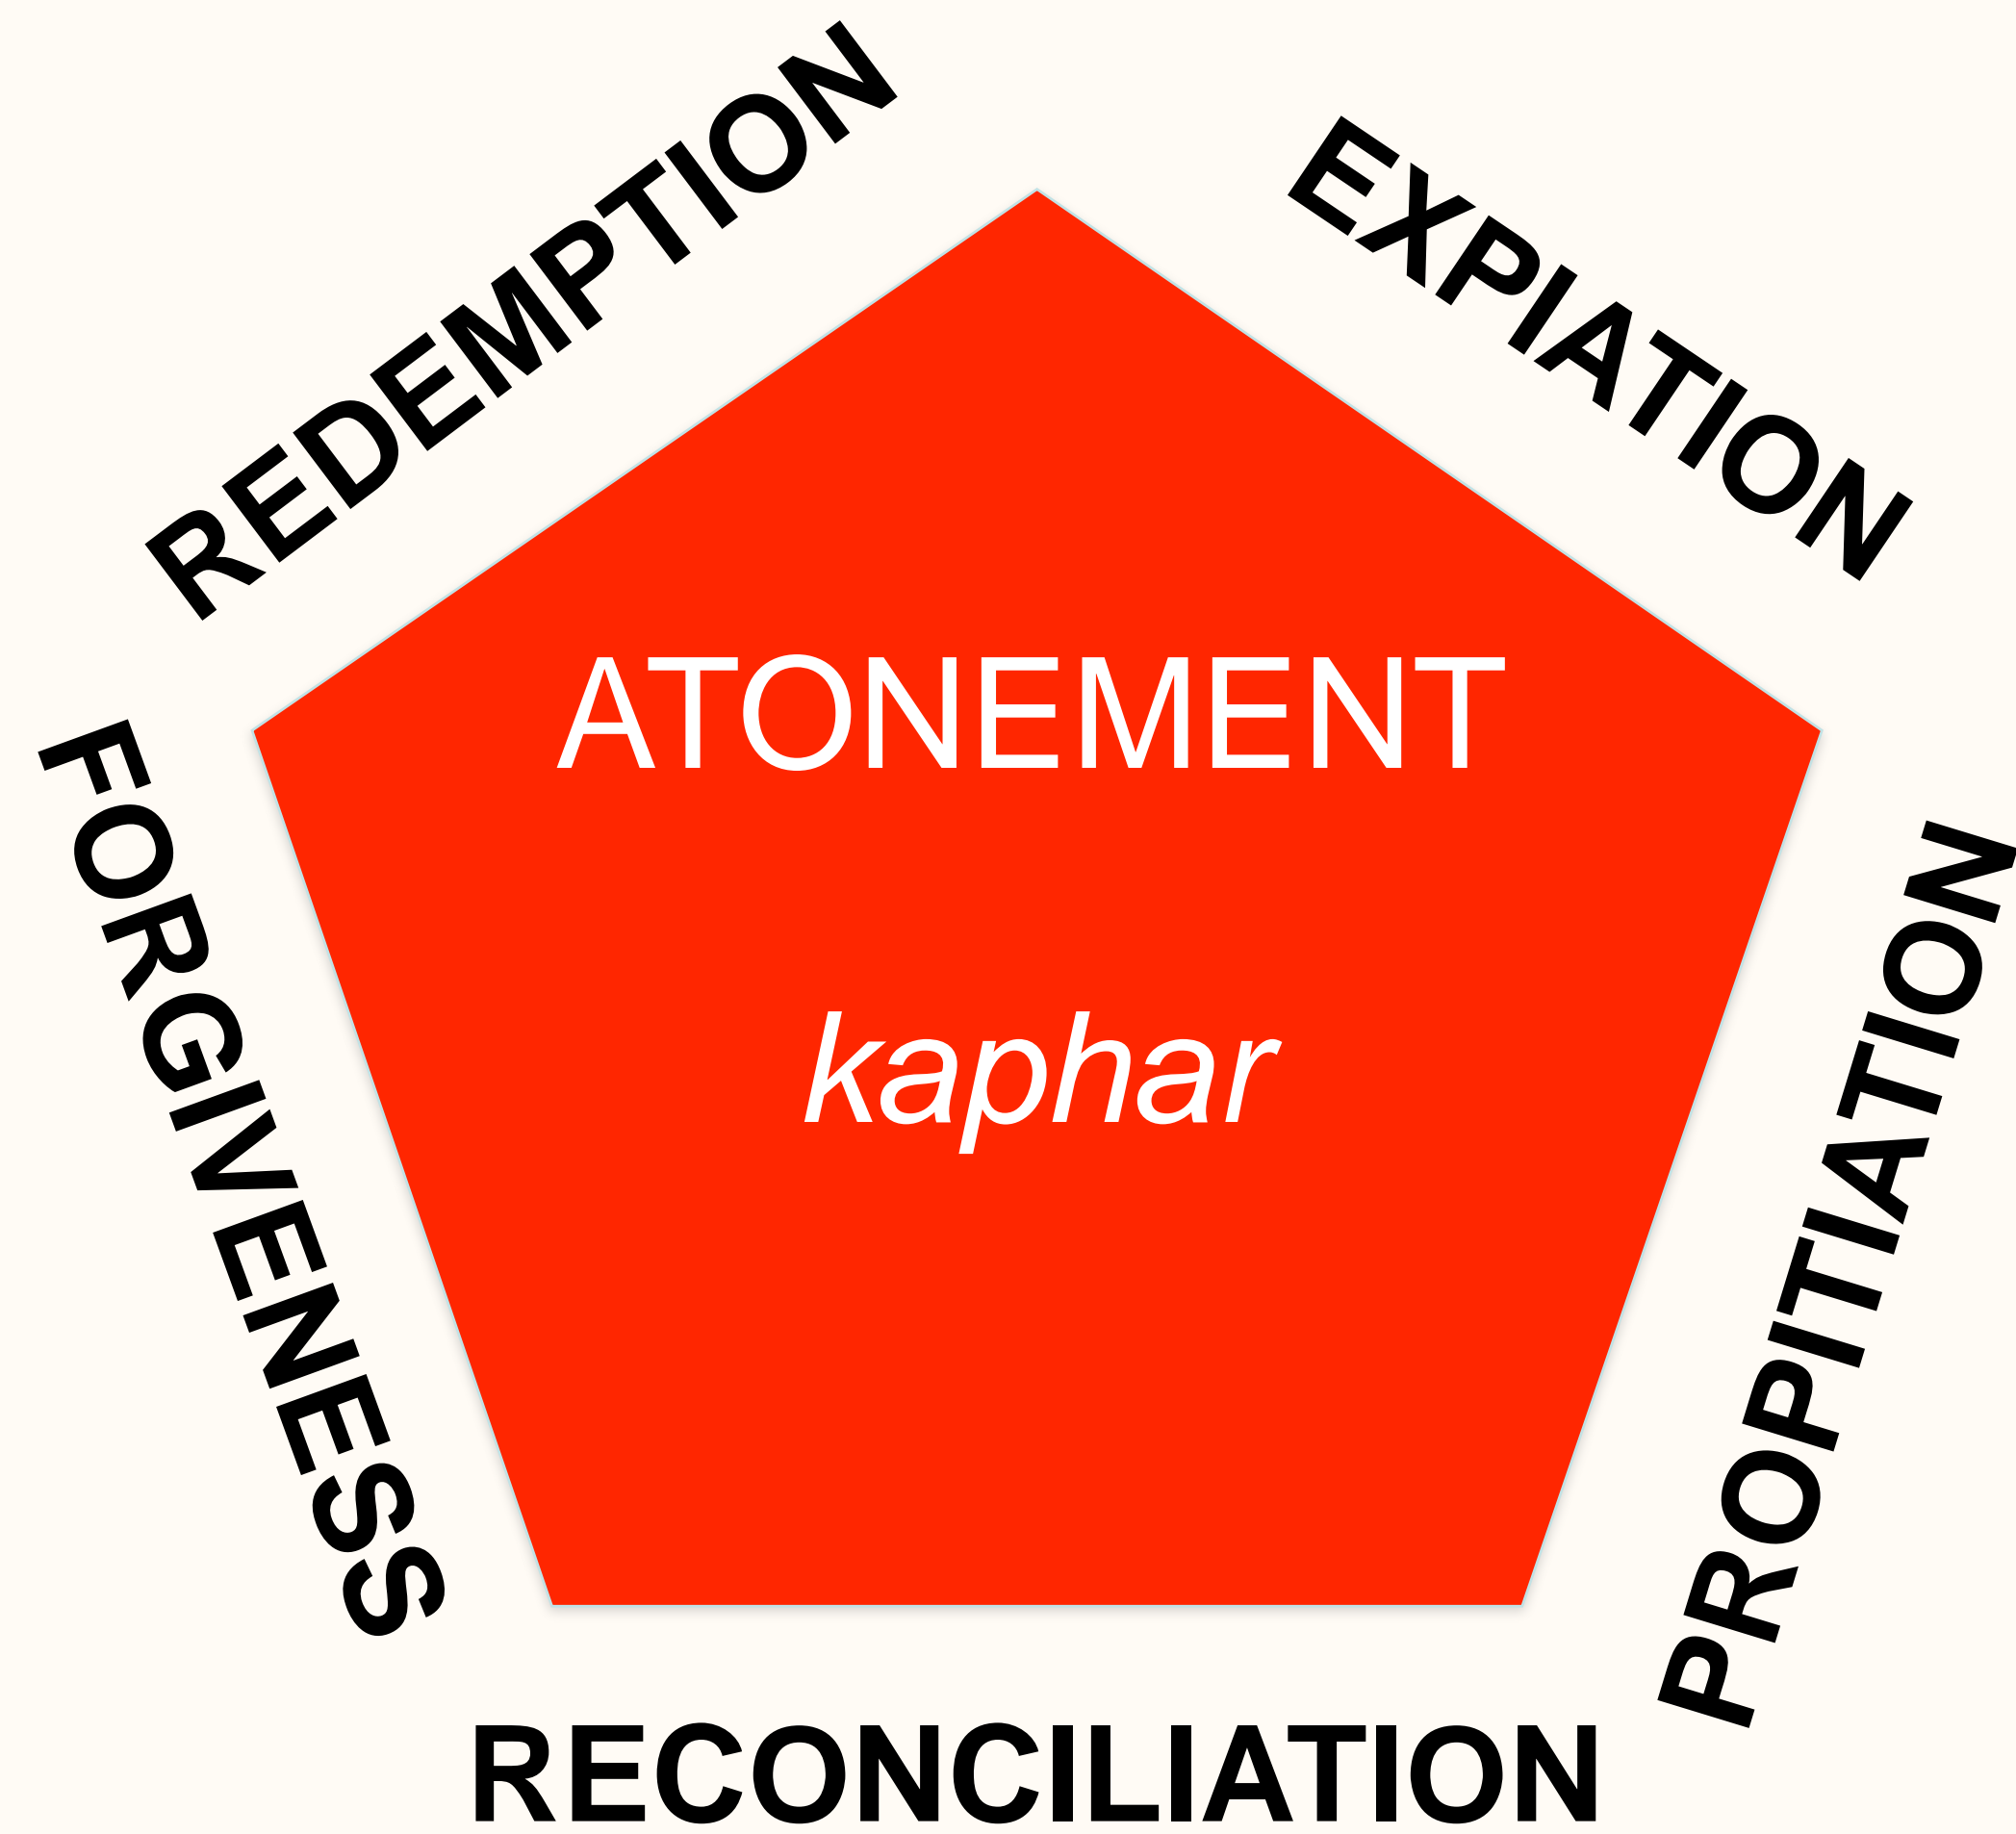 REDEMPTION
EXPIATION
ATONEMENT
kaphar
FORGIVENESS
PROPITIATION
RECONCILIATION